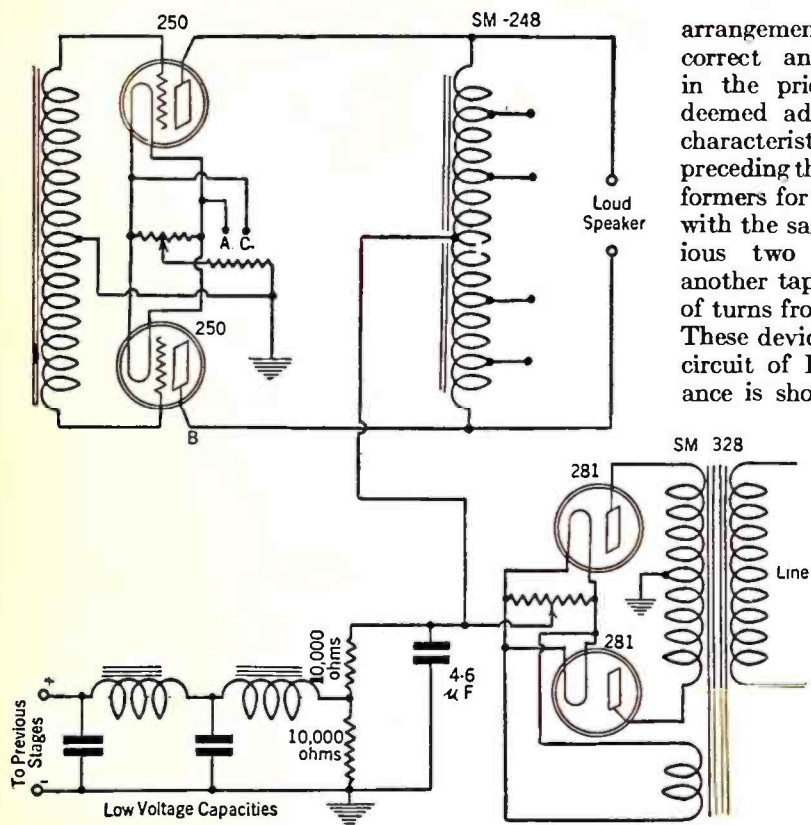 250
SM -248
A. C.
Loud
Speaker
250
B
arrangemen
correct an
in the pric
deemed ad
characterist
preceding th
formers for
with the sa
ious two
another tap
of turns fro
These devic
circuit of
ance is sho
SM 328
281
Line
281
10,000
ohms
4·6
μF
10,000
ohms
+
To Previous
Stages
-
Low Voltage Capacities